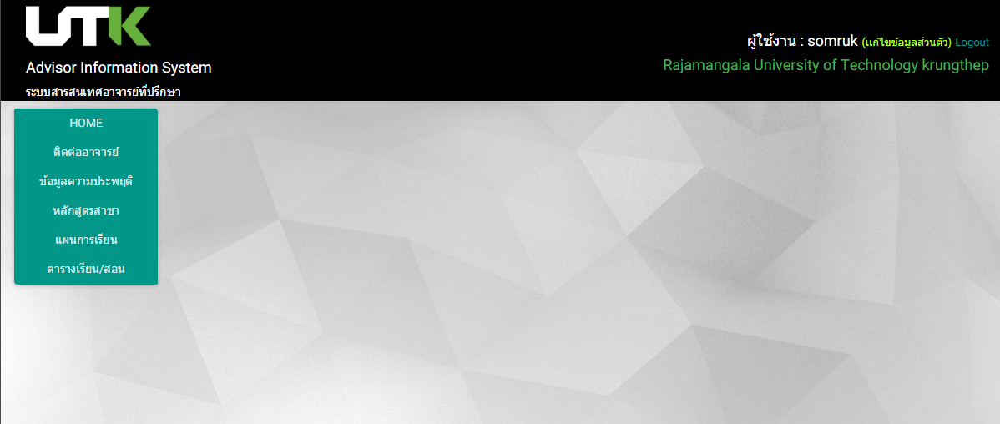 UTK
ผู้ใช้งาน : somruk (แก้ไขข้อมูลส่วนตัว) Logout
Advisor Information System
Rajamangala University of Technology krungthep
ระบบสารสนเทศอาจารย์ที่ปรึกษา
HOME
ติดต่ออาจารย์
ข้อมูลความประพฤติ
หลักสูตรสาขา
แผนการเรียน
ตารางเรียน/สอน